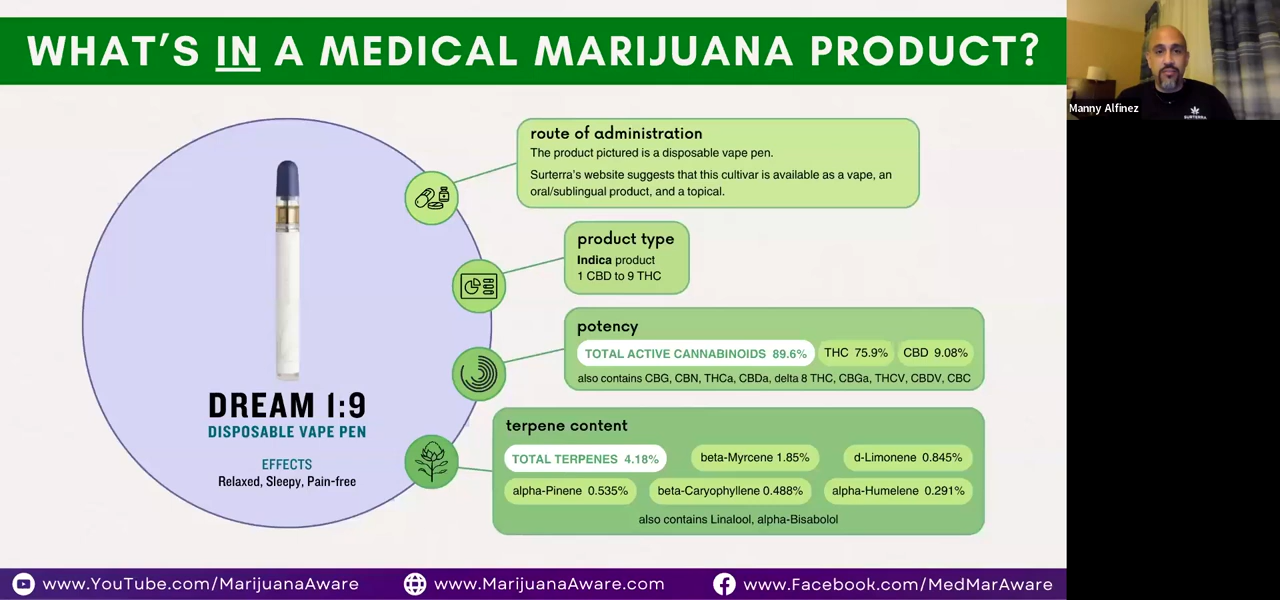 WHAT'S IN A MEDICAL MARIJUANA PRODUCT?
Manny Alfinez
SURTERRA
route of administration
The product pictured is a disposable vape pen.
Surterra's website suggests that this cultivar is available as a vape, an
oral/sublingual product, and a topical.
product type
Indica product
1 CBD to 9 THC
potency
TOTAL ACTIVE CANNABINOIDS 89.6% THC 75.9% CBD 9.08%
also contains CBG, CBN, THCa, CBDa, delta 8 THC, CBGa, THCV, CBDV, CBC
DREAM 1:9
DISPOSABLE VAPE PEN
EFFECTS
Relaxed, Sleepy, Pain-free
terpene content
TOTAL TERPENES 4.18% beta-Myrcene 1.85% d-Limonene 0.845%
alpha-Pinene 0.535% beta-Caryophyllene 0.488% alpha-Humelene 0.291%
also contains Linalool, alpha-Bisabolol
www.YouTube.com/MarijuanaAware www.MarijuanaAware.com www.Facebook.com/MedMarAware